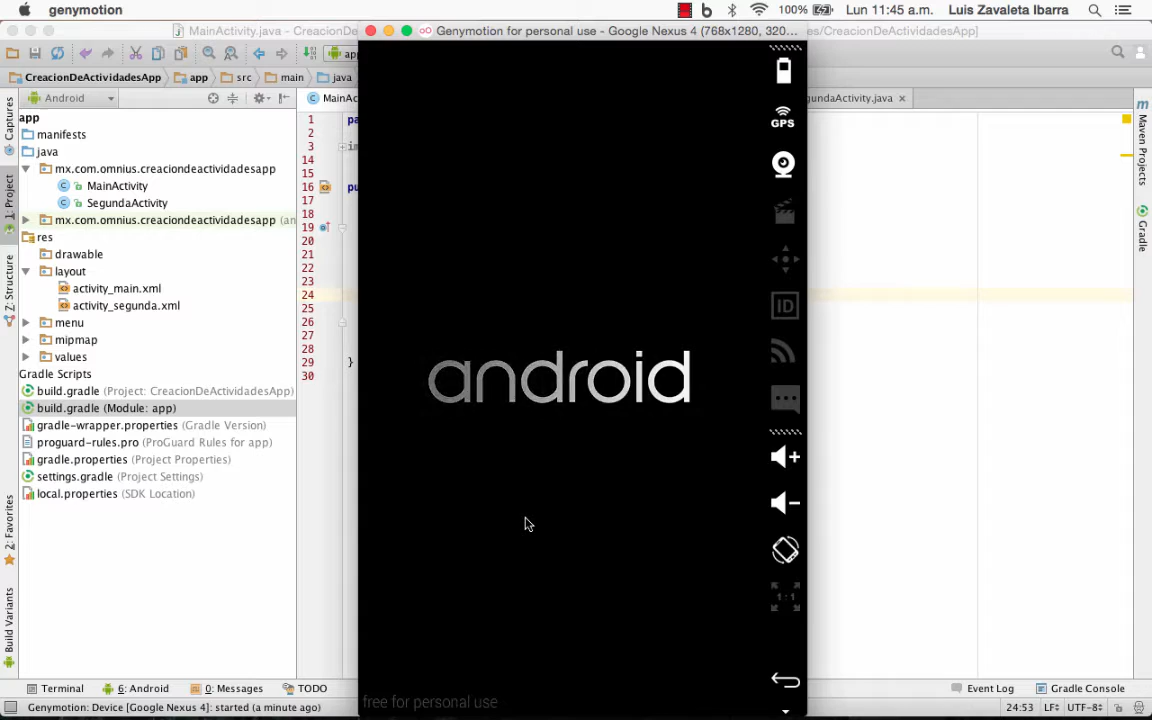 genymotion
100%
Lun 11:45 a.m.
Luis Zavaleta Ibarra
MainActivity.java - CreacionDe
Genymotion for personal use - Google Nexus 4 (768x1280, 320...
es/CreacionDeActividadesApp]
CreacionDeActividadesApp
app
src
main
java
Android
MainAc
gundaActivity.java
app
manifests
java
mx.com.omnius.creaciondeactividadesapp
MainActivity
SegundaActivity
mx.com.omnius.creaciondeactividadesapp (an
res
drawable
layout
activity_main.xml
activity_segunda.xml
menu
mipmap
values
Gradle Scripts
build.gradle (Project: CreacionDeActividadesApp)
build.gradle (Module: app)
gradle-wrapper.properties (Gradle Version)
proguard-rules.pro (ProGuard Rules for app)
gradle.properties (Project Properties)
settings.gradle (Project Settings)
local.properties (SDK Location)
Captures
1: Project
Z: Structure
2: Favorites
Build Variants
1 pa
2
3 im
14
15
16 pu
17
18
19
20
21
22
23
24
25
26
27
28
29 }
30
android
free for personal use
GPS
ID
1:1
m
Maven Projects
Gradle
Terminal
6: Android
0: Messages
TODO
Event Log
Gradle Console
Genymotion: Device [Google Nexus 4]: started (a minute ago)
24:53
LF
UTF-8